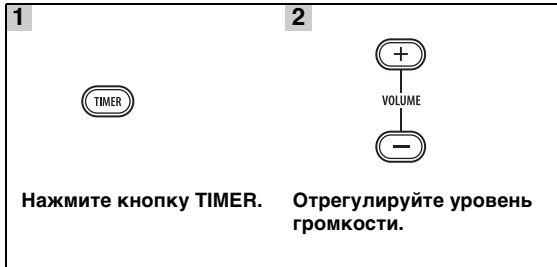 1
TIMER
Нажмите кнопку TIMER.
2
+
VOLUME
−
Отрегулируйте уровень
громкости.